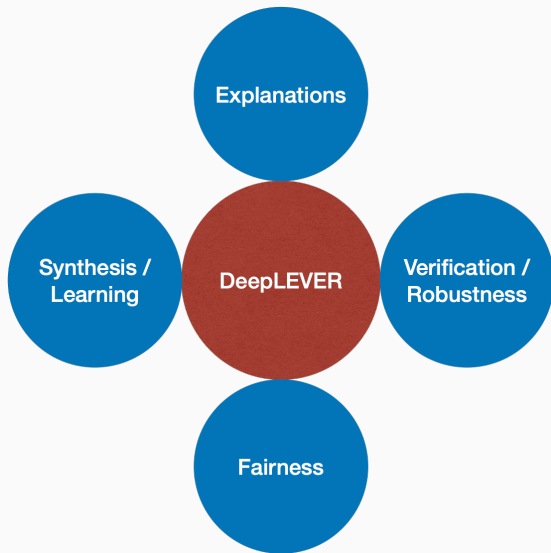 Explanations
Synthesis /
Learning
DeepLEVER
Verification /
Robustness
Fairness